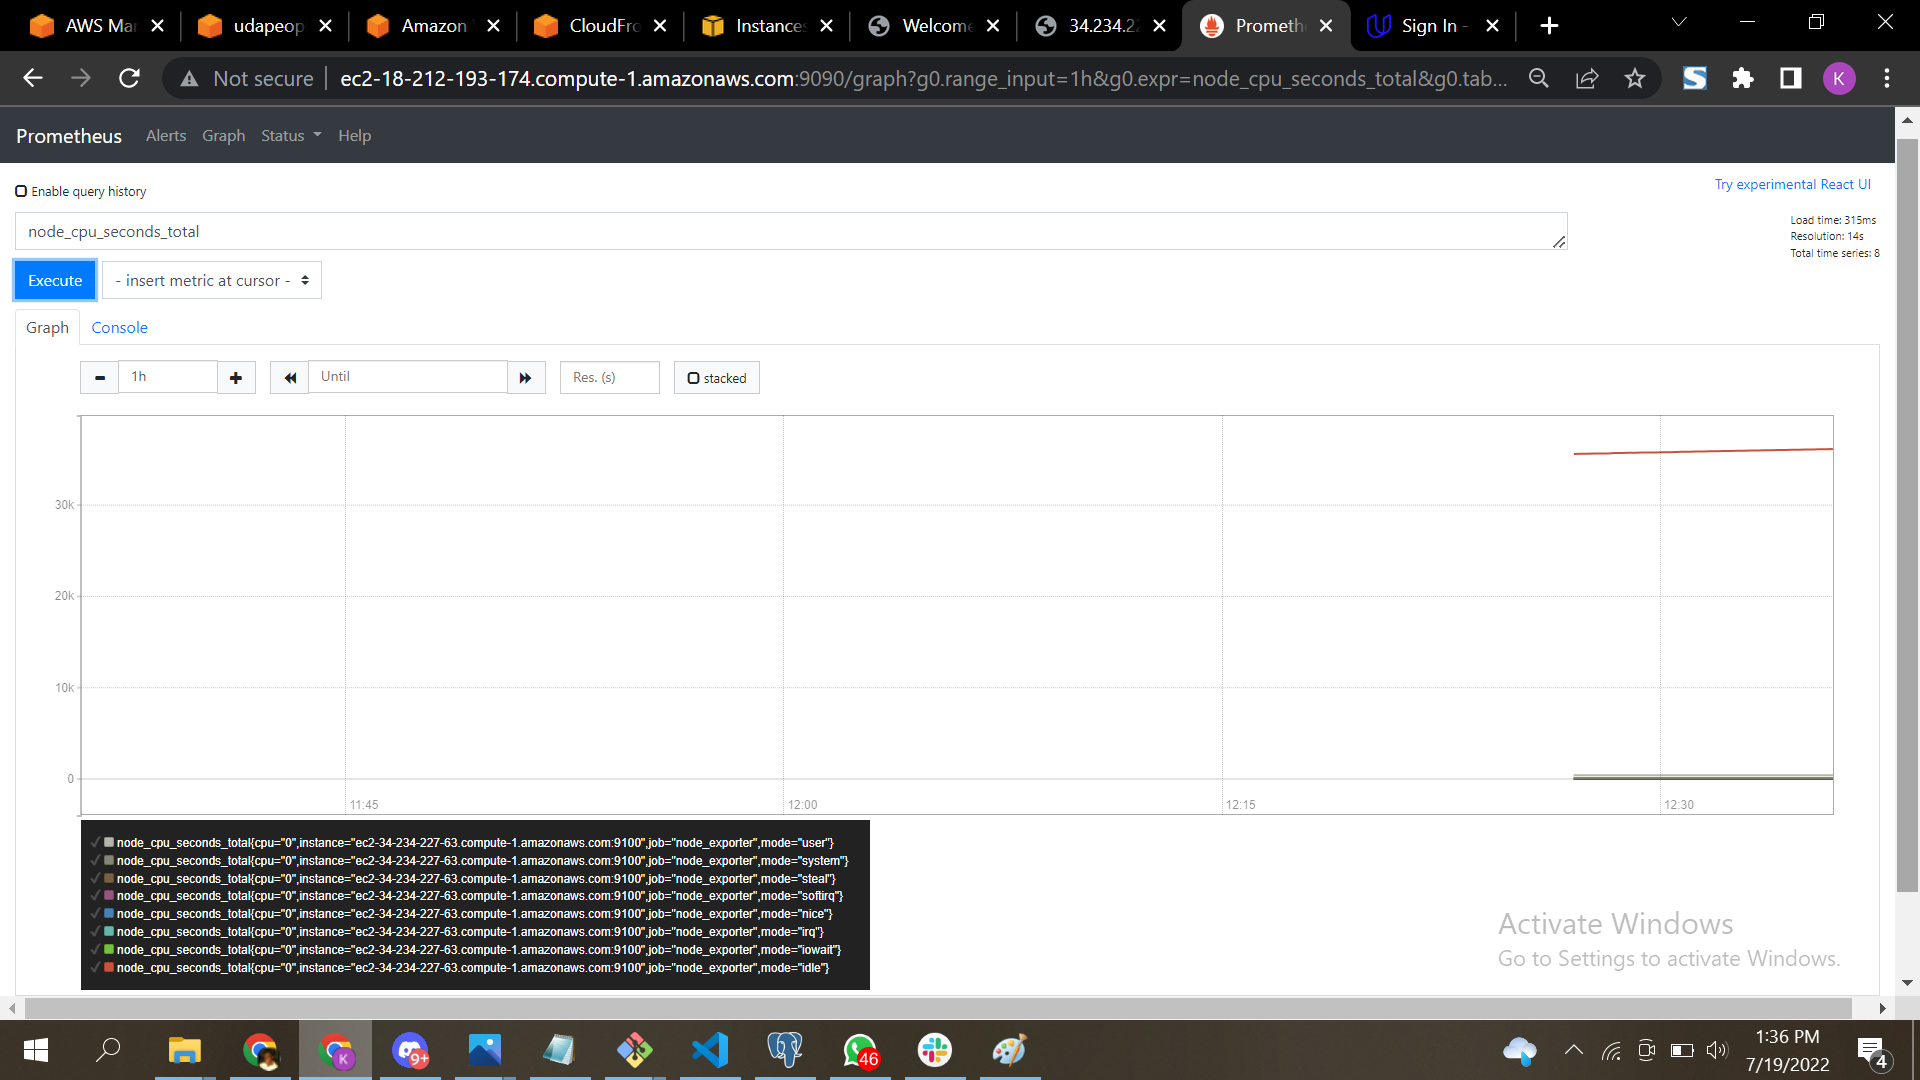 AWS Mar
udapeop
Amazon
CloudFro
Instances
Welcome
34.234.22
Prometh
Sign In -
Not secure
ec2-18-212-193-174.compute-1.amazonaws.com:9090/graph?g0.range_input=1h&g0.expr=node_cpu_seconds_total&g0.tab...
K
Prometheus
Alerts
Graph
Status
Help
Enable query history
Try experimental React UI
node_cpu_seconds_total
Load time: 315ms
Resolution: 14s
Total time series: 8
Execute
- insert metric at cursor -
Graph
Console
1h
Until
Res. (s)
stacked
30k
20k
10k
0
11:45
12:00
12:15
12:30
node_cpu_seconds_total{cpu="0",instance="ec2-34-234-227-63.compute-1.amazonaws.com:9100",job="node_exporter",mode="user"}
node_cpu_seconds_total{cpu="0",instance="ec2-34-234-227-63.compute-1.amazonaws.com:9100",job="node_exporter",mode="system"}
node_cpu_seconds_total{cpu="0",instance="ec2-34-234-227-63.compute-1.amazonaws.com:9100",job="node_exporter",mode="steal"}
node_cpu_seconds_total{cpu="0",instance="ec2-34-234-227-63.compute-1.amazonaws.com:9100",job="node_exporter",mode="softirq"}
node_cpu_seconds_total{cpu="0",instance="ec2-34-234-227-63.compute-1.amazonaws.com:9100",job="node_exporter",mode="nice"}
node_cpu_seconds_total{cpu="0",instance="ec2-34-234-227-63.compute-1.amazonaws.com:9100",job="node_exporter",mode="irq"}
node_cpu_seconds_total{cpu="0",instance="ec2-34-234-227-63.compute-1.amazonaws.com:9100",job="node_exporter",mode="iowait"}
node_cpu_seconds_total{cpu="0",instance="ec2-34-234-227-63.compute-1.amazonaws.com:9100",job="node_exporter",mode="idle"}
Activate Windows
Go to Settings to activate Windows.
K
9+
46
1:36 PM
7/19/2022
4